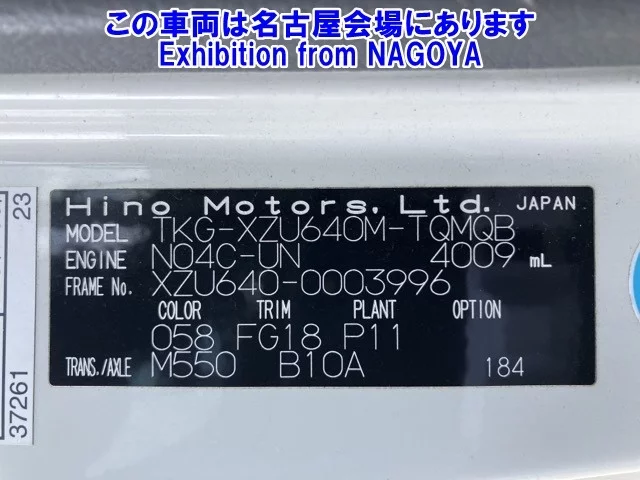 この車両は名古屋会場にあります
Exhibition from NAGOYA
Hino Motors, Ltd. JAPAN
MODEL TKG-XZU640M-TQMQB
ENGINE N04C-UN 4009 mL
FRAME No. XZU640-0003996
COLOR TRIM PLANT OPTION
058 FG18 P11
TRANS./AXLE M550 B10A 184
23
37261